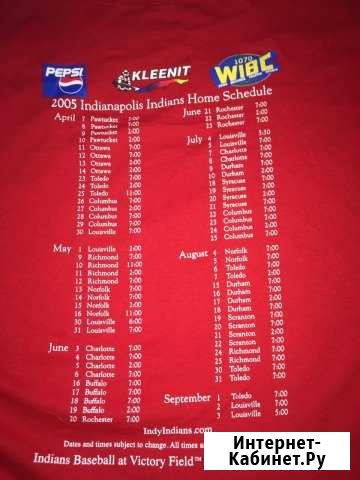 PEPSI
KLEENIT
1070
WIBC
2005 Indianapolis Indians Home Schedule
April 7 Pawtucket
8 Pawtucket 7:00
9 Pawtucket 2:00
10 Pawtucket 2:00
11 Ottawa 7:00
12 Ottawa 7:00
13 Ottawa 2:00
14 Ottawa 2:00
23 Toledo 7:00
24 Toledo 2:00
25 Toledo 11:00
26 Columbus 7:00
27 Columbus 2:00
28 Columbus 7:00
29 Columbus 7:00
30 Louisville 7:00
May 1 Louisville 2:00
9 Richmond 7:00
10 Richmond 11:00
12 Richmond 7:00
13 Norfolk 7:00
14 Norfolk 7:00
15 Norfolk 2:00
16 Norfolk 11:00
30 Louisville 6:00
31 Louisville 7:00
June 3 Charlotte 7:00
4 Charlotte 7:00
5 Charlotte 2:00
6 Charlotte 7:00
16 Buffalo 7:00
17 Buffalo 7:00
18 Buffalo 7:00
19 Buffalo 2:00
20 Rochester 7:00
June 21 Rochester 7:00
22 Rochester 2:00
23 Rochester 7:00
July 4 Louisville
5 Louisville 7:00
7 Charlotte 7:00
8 Charlotte 7:00
9 Durham 7:00
10 Durham 2:00
18 Syracuse 7:00
19 Syracuse 7:00
20 Syracuse 2:00
21 Syracuse 7:00
22 Columbus 7:00
23 Columbus 7:00
24 Columbus 2:00
25 Columbus 7:00
August 4 Norfolk 7:00
5 Norfolk 7:00
6 Toledo 7:00
7 Toledo 2:00
15 Durham 7:00
16 Durham 7:00
17 Durham 2:00
18 Durham 7:00
19 Scranton 7:00
20 Scranton 7:00
21 Scranton 2:00
22 Scranton 7:00
24 Richmond 7:00
25 Richmond 7:00
30 Toledo 7:00
31 Toledo 7:00
September 1 Toledo 7:00
2 Louisville 7:00
3 Louisville 5:00
IndyIndians.com
Dates and times subject to change. All times
Indians Baseball at Victory Field™
Интернет-
Кабинет.Ру